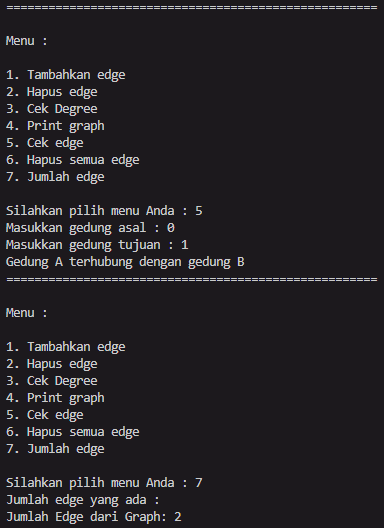 =====================================================
Menu :
1. Tambahkan edge
2. Hapus edge
3. Cek Degree
4. Print graph
5. Cek edge
6. Hapus semua edge
7. Jumlah edge
Silahkan pilih menu Anda : 5
Masukkan gedung asal : 0
Masukkan gedung tujuan : 1
Gedung A terhubung dengan gedung B
=====================================================
Menu :
1. Tambahkan edge
2. Hapus edge
3. Cek Degree
4. Print graph
5. Cek edge
6. Hapus semua edge
7. Jumlah edge
Silahkan pilih menu Anda : 7
Jumlah edge yang ada :
Jumlah Edge dari Graph: 2